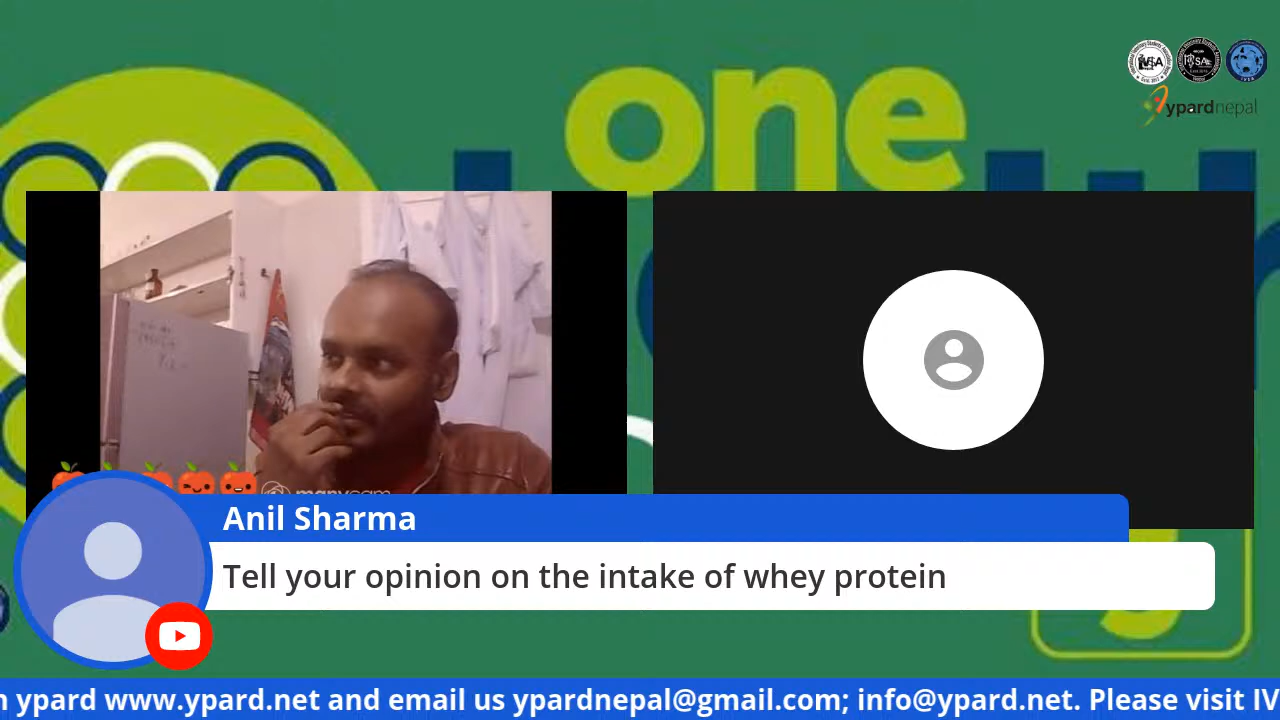 one
ypardnepal
manycam
Anil Sharma
Tell your opinion on the intake of whey protein
ypard www.ypard.net and email us ypardnepal@gmail.com; info@ypard.net. Please visit IV